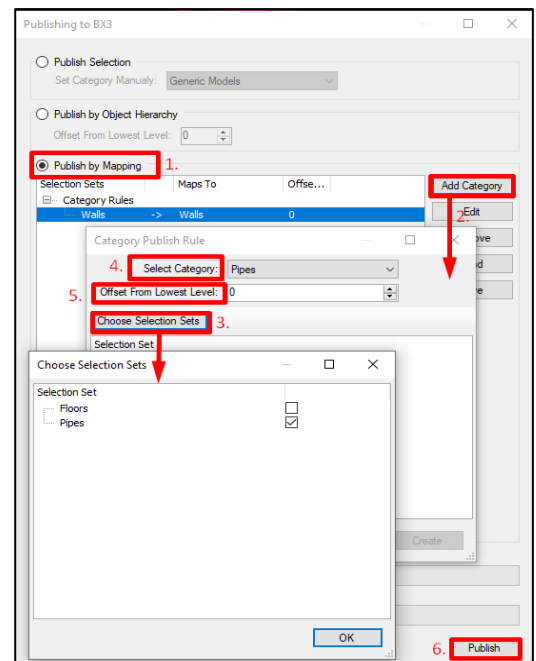 Publishing to BX3
Publish Selection
Set Category Manualy: Generic Models
Publish by Object Hierarchy
Offset From Lowest Level: 0
Publish by Mapping 1.
Selection Sets Maps To Offse... Add Category
Category Rules
Walls -> Walls 0 Edit
2.
Category Publish Rule
4. Select Category: Pipes
5. Offset From Lowest Level: 0
Choose Selection Sets 3.
Selection Set
Choose Selection Sets
Selection Set
Floors
Pipes
Create
OK
6. Publish